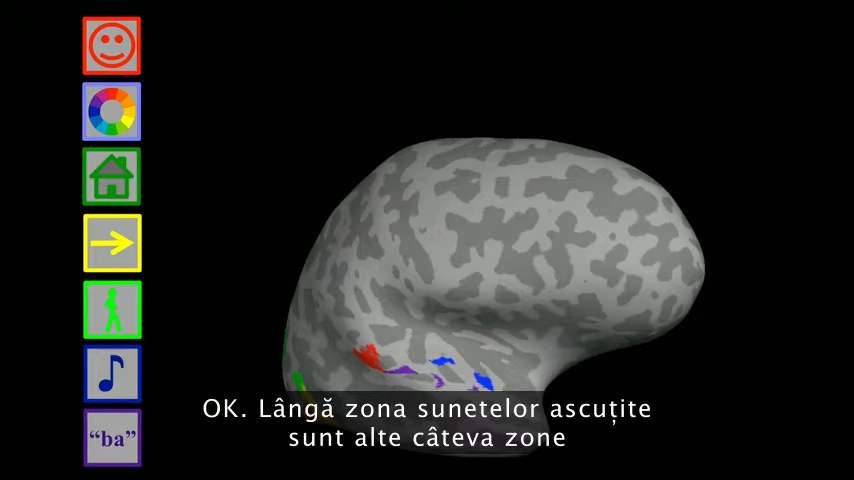 “ba”
OK. Lângă zona sunetelor ascuțite
sunt alte câteva zone